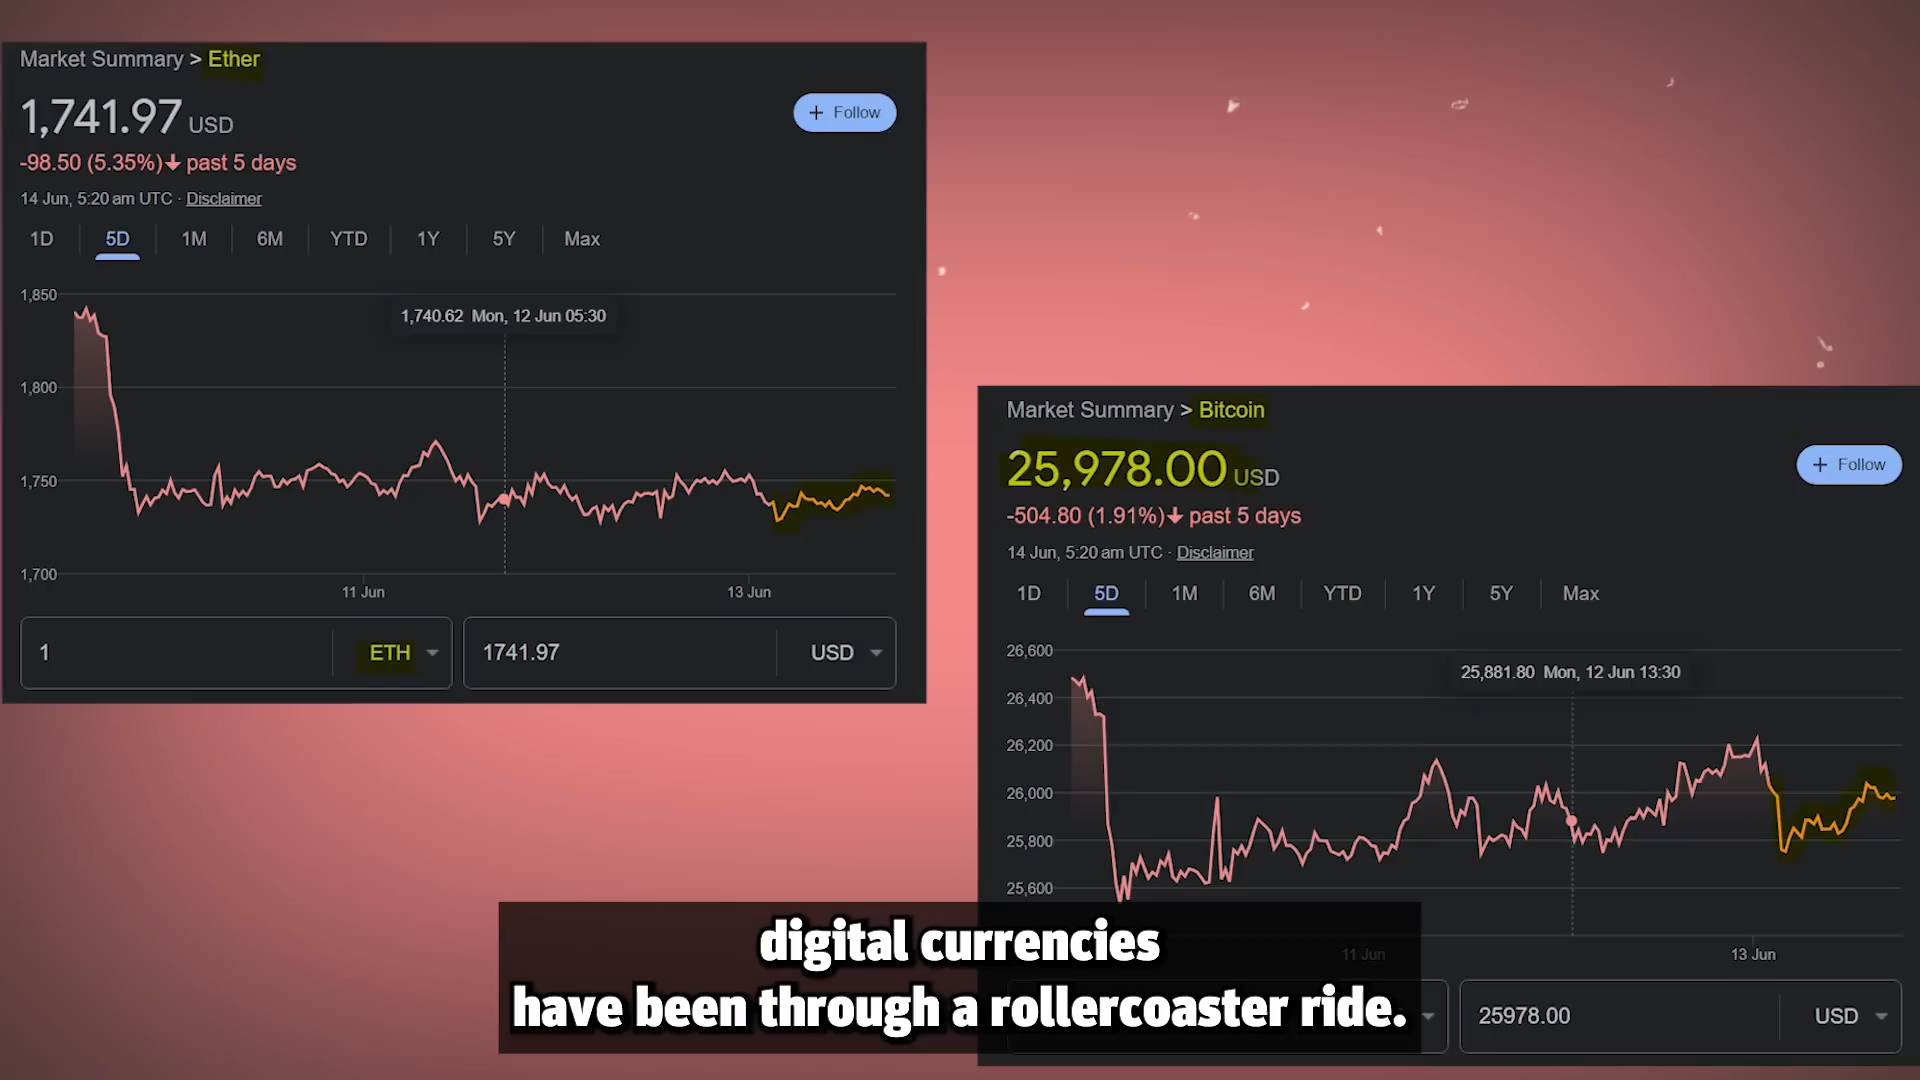 Market Summary > Ether
1,741.97 USD
+ Follow
-98.50 (5.35%)↓ past 5 days
14 Jun, 5:20 am UTC · Disclaimer
1D 5D 1M 6M YTD 1Y 5Y Max
1,850
1,740.62 Mon, 12 Jun 05:30
1,800
1,750
1,700
11 Jun 13 Jun
1 ETH 1741.97 USD
Market Summary > Bitcoin
25,978.00 USD
+ Follow
-504.80 (1.91%)↓ past 5 days
14 Jun, 5:20 am UTC · Disclaimer
1D 5D 1M 6M YTD 1Y 5Y Max
26,600
25,881.80 Mon, 12 Jun 13:30
26,400
26,200
26,000
25,800
25,600
11 Jun 13 Jun
25978.00 USD
digital currencies
have been through a rollercoaster ride.